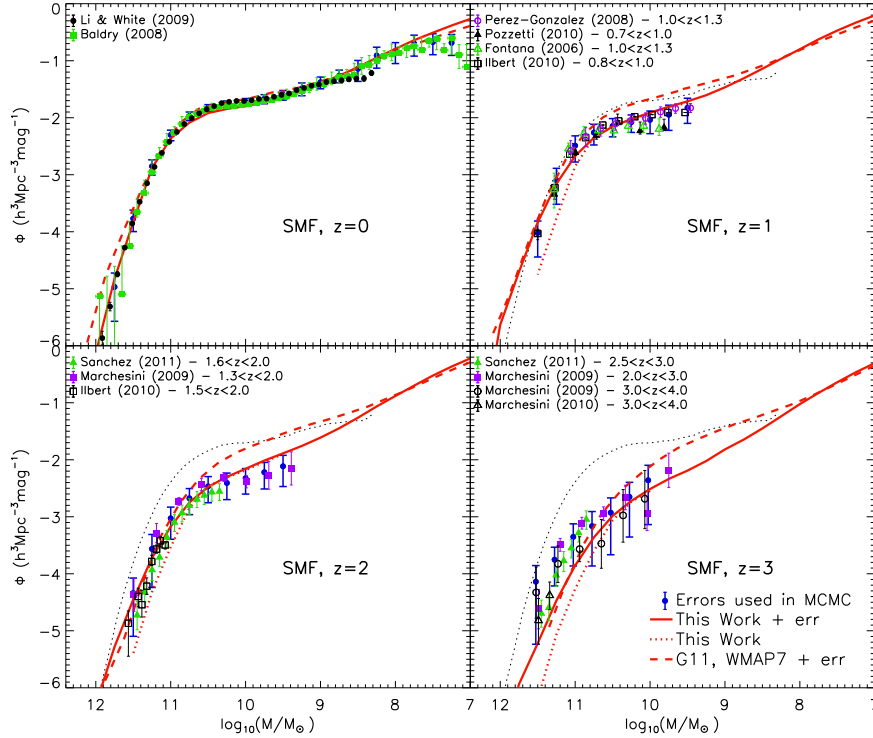 Li & White (2009)
Baldry (2008)
SMF, z=0
Perez-Gonzalez (2008) - 1.0<z<1.3
Pozzetti (2010) - 0.7<z<1.0
Fontana (2006) - 1.0<z<1.3
Ilbert (2010) - 0.8<z<1.0
SMF, z=1
0
-1
-2
-3
-4
-5
-6
Φ (h³Mpc⁻³mag⁻¹)
Sanchez (2011) - 1.6<z<2.0
Marchesini (2009) - 1.3<z<2.0
Ilbert (2010) - 1.5<z<2.0
SMF, z=2
Sanchez (2011) - 2.5<z<3.0
Marchesini (2009) - 2.0<z<3.0
Marchesini (2009) - 3.0<z<4.0
Marchesini (2010) - 3.0<z<4.0
SMF, z=3
Errors used in MCMC
This Work + err
This Work
G11, WMAP7 + err
0
-1
-2
-3
-4
-5
-6
Φ (h³Mpc⁻³mag⁻¹)
12 11 10 9 8 7
12 11 10 9 8 7
log₁₀(M/M☉)
log₁₀(M/M☉)